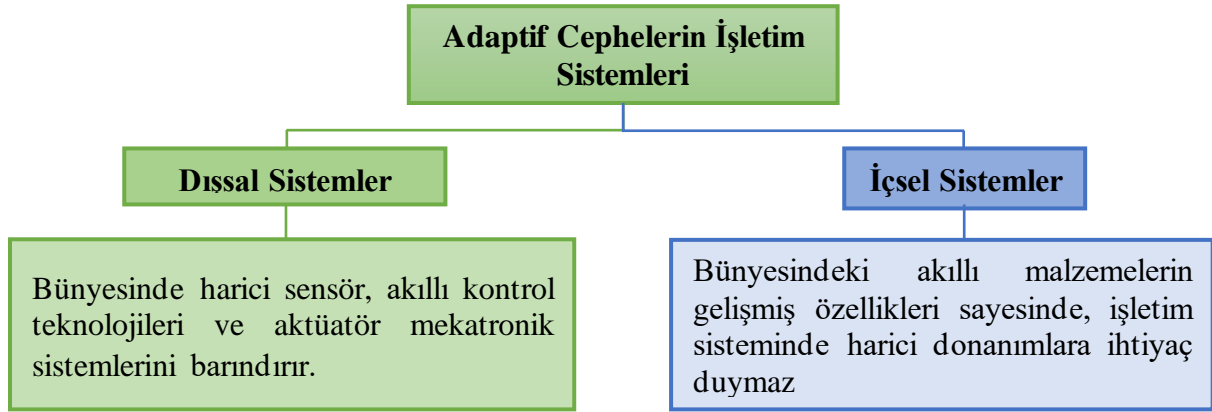 Adaptif Cephelerin İşletim
Sistemleri
Dışsal Sistemler
İçsel Sistemler
Bünyesinde harici sensör, akıllı kontrol
teknolojileri ve aktüatör mekatronik
sistemlerini barındırır.
Bünyesindeki akıllı malzemelerin
gelişmiş özellikleri sayesinde, işletim
sisteminde harici donanımlara ihtiyaç
duymaz